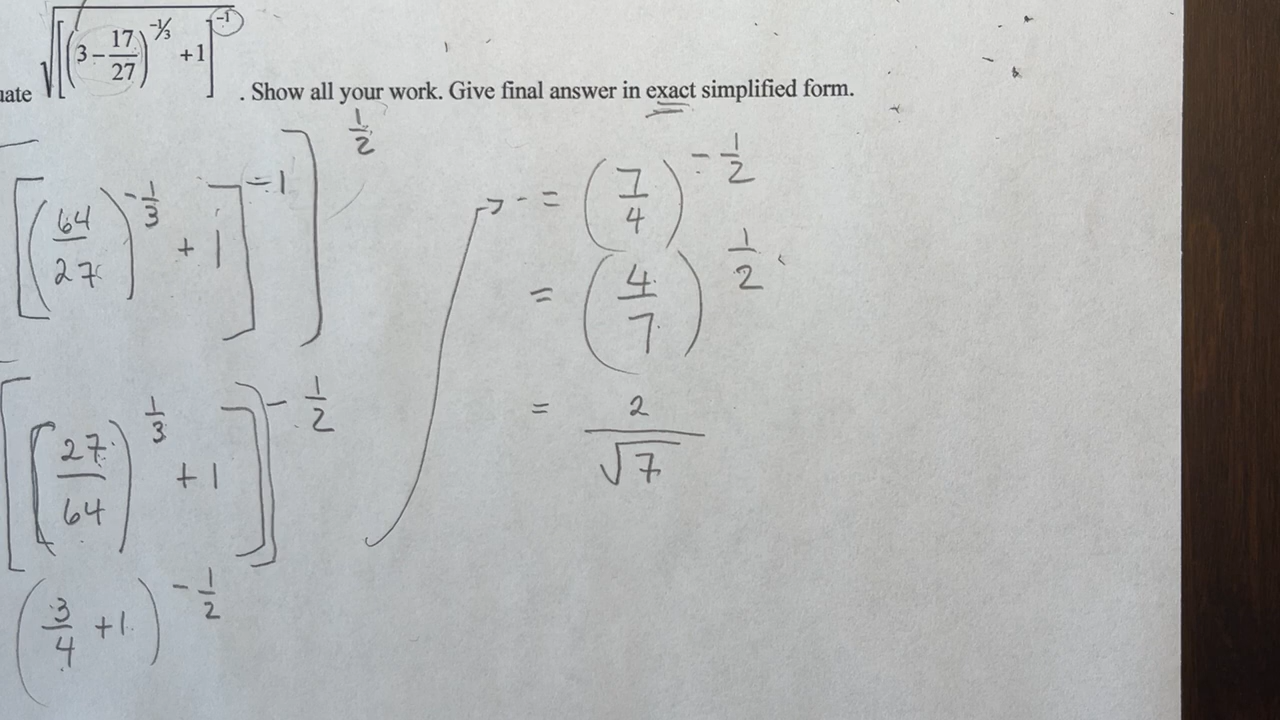 uate √[(3 − 17/27)^(−1/3) + 1]^(−1) . Show all your work. Give final answer in exact simplified form.
[(64/27)^(−1/3) + 1]^(−1)]^(1/2)
[[(27/64)^(1/3) + 1]]^(−1/2)
(3/4 + 1)^(−1/2)
→ = (7/4)^(−1/2)
= (4/7)^(1/2)
= 2/√7